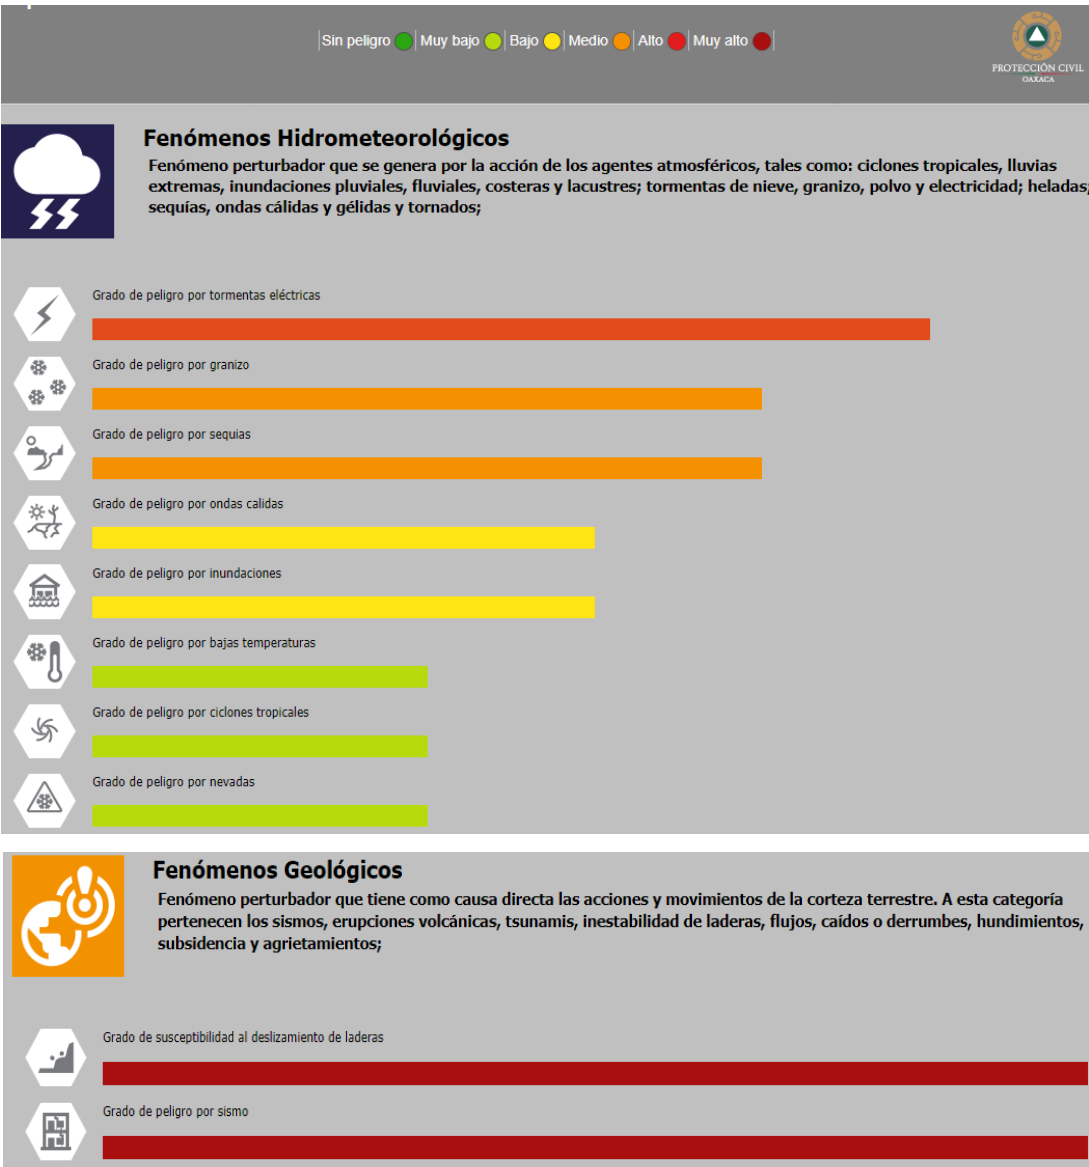 Sin peligro Muy bajo Bajo Medio Alto Muy alto
PROTECCIÓN CIVIL
OAXACA
Fenómenos Hidrometeorológicos
Fenómeno perturbador que se genera por la acción de los agentes atmosféricos, tales como: ciclones tropicales, lluvias
extremas, inundaciones pluviales, fluviales, costeras y lacustres; tormentas de nieve, granizo, polvo y electricidad; heladas;
sequías, ondas cálidas y gélidas y tornados;
Grado de peligro por tormentas eléctricas
Grado de peligro por granizo
Grado de peligro por sequias
Grado de peligro por ondas calidas
Grado de peligro por inundaciones
Grado de peligro por bajas temperaturas
Grado de peligro por ciclones tropicales
Grado de peligro por nevadas
Fenómenos Geológicos
Fenómeno perturbador que tiene como causa directa las acciones y movimientos de la corteza terrestre. A esta categoría
pertenecen los sismos, erupciones volcánicas, tsunamis, inestabilidad de laderas, flujos, caídos o derrumbes, hundimientos,
subsidencia y agrietamientos;
Grado de susceptibilidad al deslizamiento de laderas
Grado de peligro por sismo